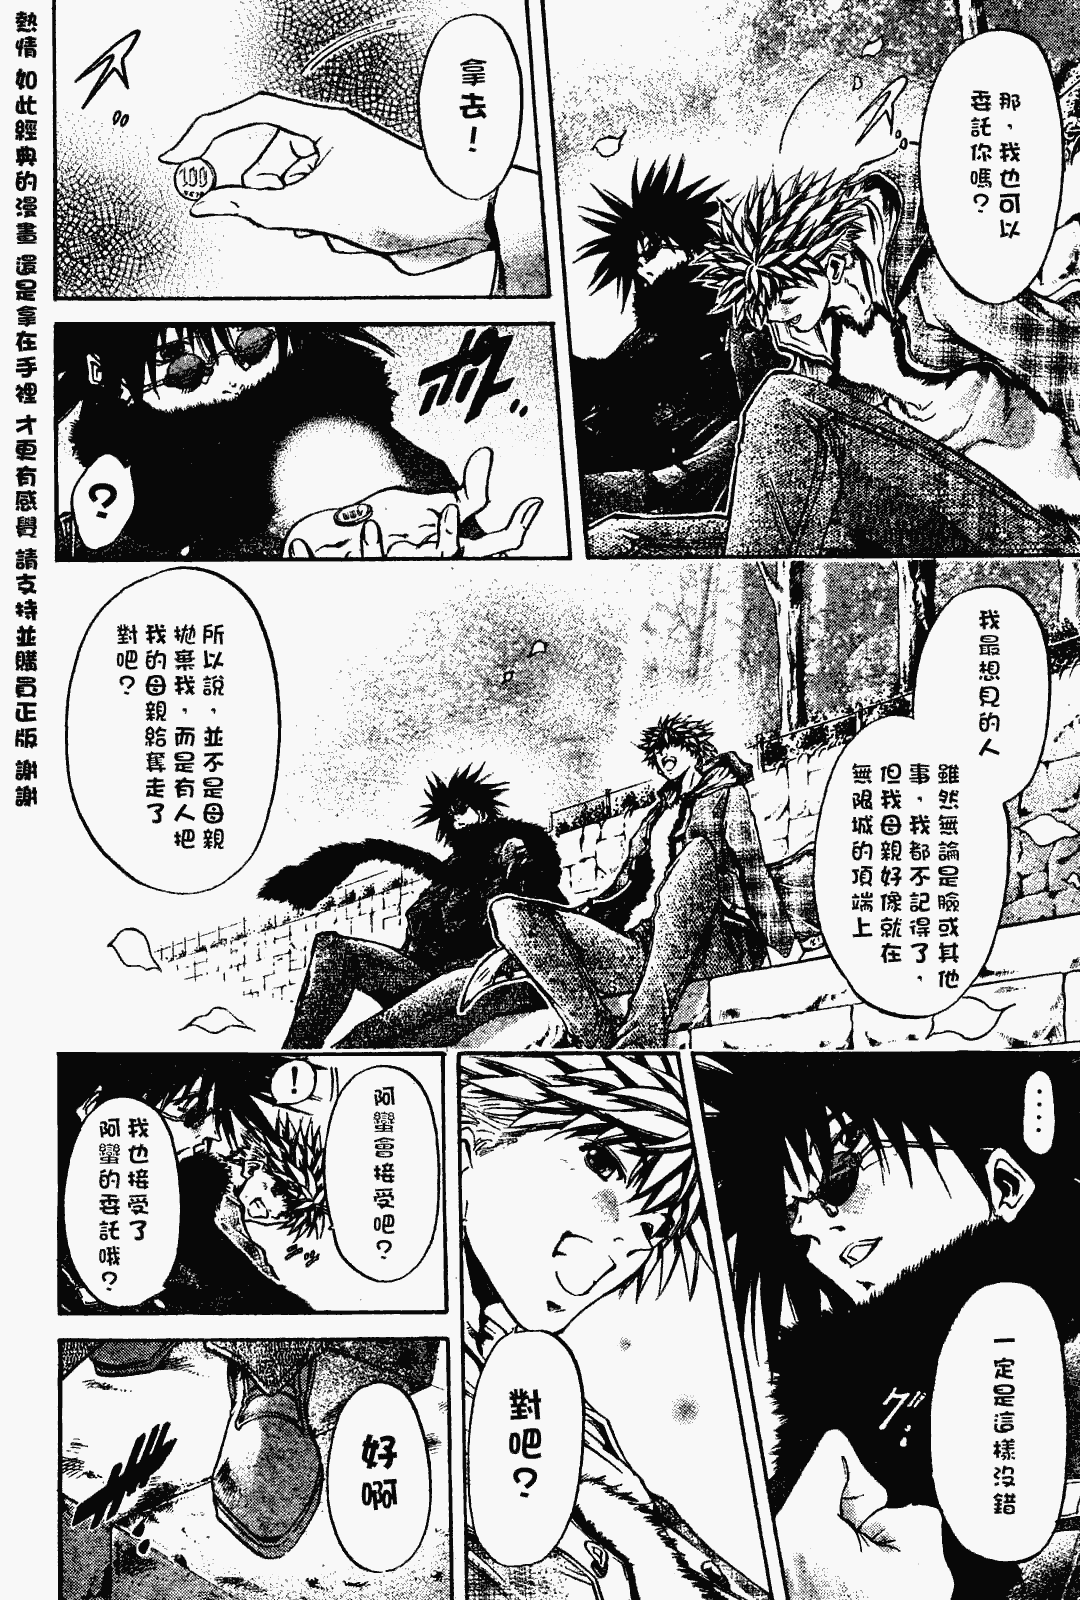 那，我也可以
委託你嗎？
拿去！
100
ポト
？
我最想見的人
雖然無論是臉或其他
事，我都不記得了，
但我母親好像就在
無限城的頂端上
所以說，並不是母親
拋棄我，而是有人把
我的母親給奪走了
對吧？
....
一定是這樣沒錯
グ
對吧？
阿蠻會接受吧？
！
我也接受了
阿蠻的委託哦？
好啊
熱情 如此經典的漫畫 還是拿在手裡 才更有感覺 請支持並購買正版 謝謝